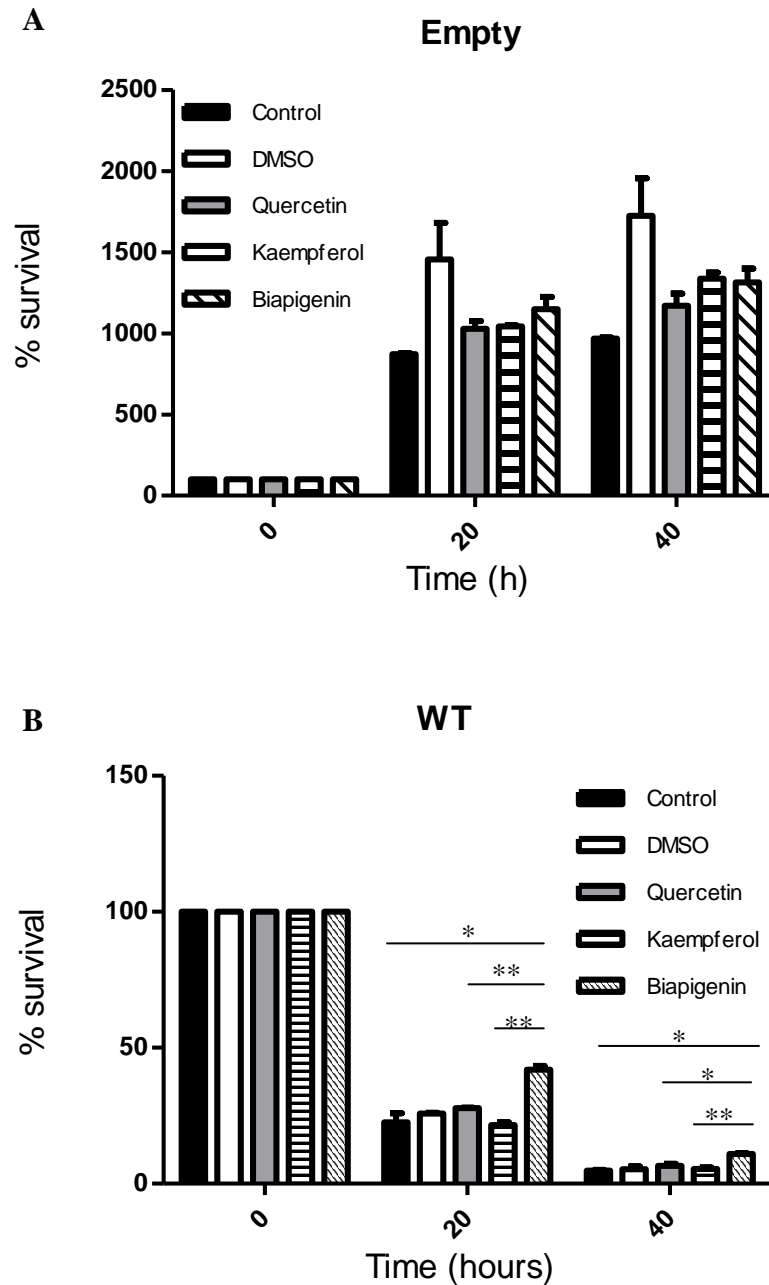 A
Empty
2500
2000
1500
1000
500
0
% survival
Control
DMSO
Quercetin
Kaempferol
Biapigenin
0
20
40
Time (h)
B
WT
150
100
50
0
% survival
Control
DMSO
Quercetin
Kaempferol
Biapigenin
*
**
**
*
*
**
0
20
40
Time (hours)